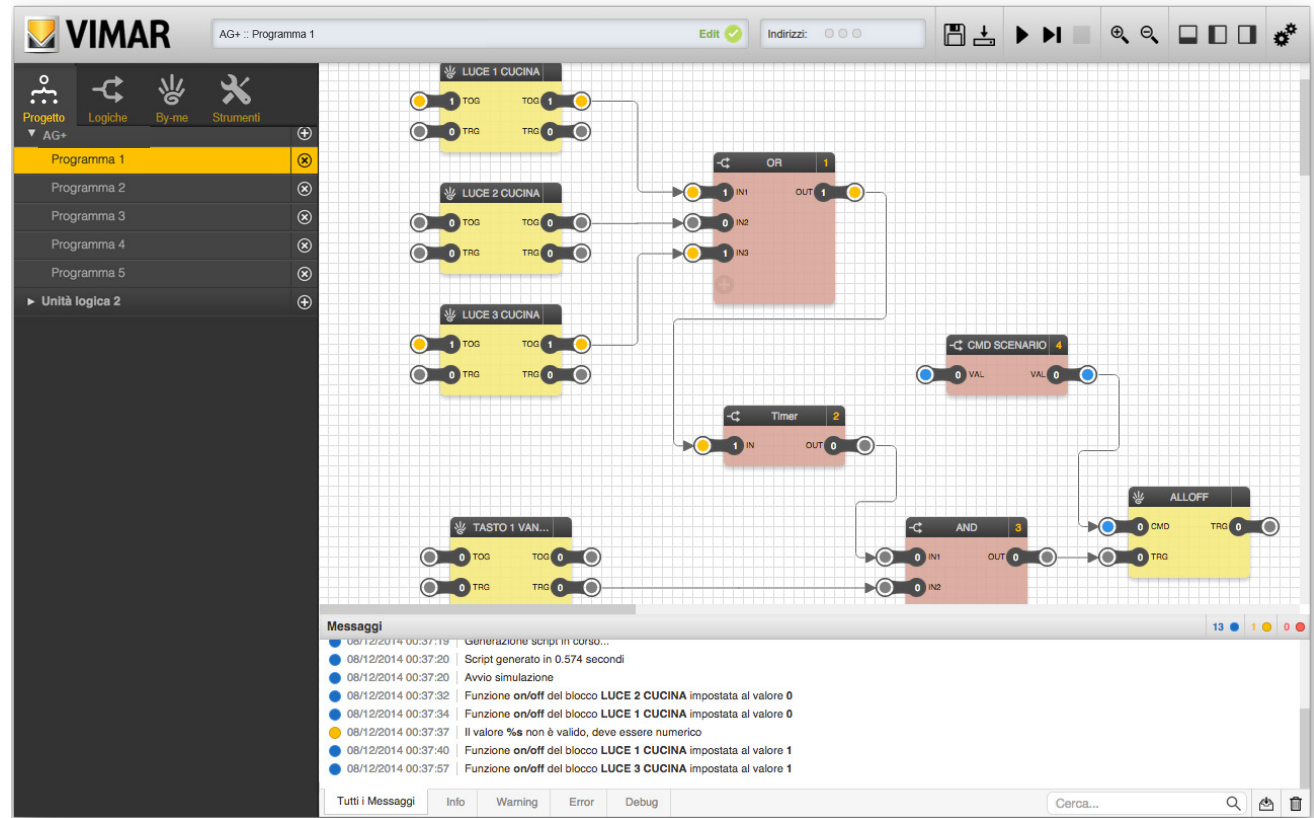 VIMAR
AG+ :: Programma 1
Edit
Indirizzi:
Progetto
Logiche
By-me
Strumenti
AG+
Programma 1
Programma 2
Programma 3
Programma 4
Programma 5
Unità logica 2
LUCE 1 CUCINA
1 TOG TOG 1
0 TRG TRG 0
LUCE 2 CUCINA
0 TOG TOG 0
0 TRG TRG 0
LUCE 3 CUCINA
1 TOG TOG 1
0 TRG TRG 0
OR 1
1 IN1 OUT 1
0 IN2
1 IN3
CMD SCENARIO 4
0 VAL VAL 0
Timer 2
1 IN OUT 0
TASTO 1 VAN...
0 TOG TOG 0
0 TRG TRG 0
AND 3
0 IN1 OUT 0
0 IN2
ALLOFF
0 CMD TRG 0
0 TRG
Messaggi
13 1 0
08/12/2014 00:37:19 Generazione script in corso...
08/12/2014 00:37:20 Script generato in 0.574 secondi
08/12/2014 00:37:20 Avvio simulazione
08/12/2014 00:37:32 Funzione on/off del blocco LUCE 2 CUCINA impostata al valore 0
08/12/2014 00:37:34 Funzione on/off del blocco LUCE 1 CUCINA impostata al valore 0
08/12/2014 00:37:37 Il valore %s non è valido, deve essere numerico
08/12/2014 00:37:40 Funzione on/off del blocco LUCE 1 CUCINA impostata al valore 1
08/12/2014 00:37:57 Funzione on/off del blocco LUCE 3 CUCINA impostata al valore 1
Tutti i Messaggi
Info
Warning
Error
Debug
Cerca...